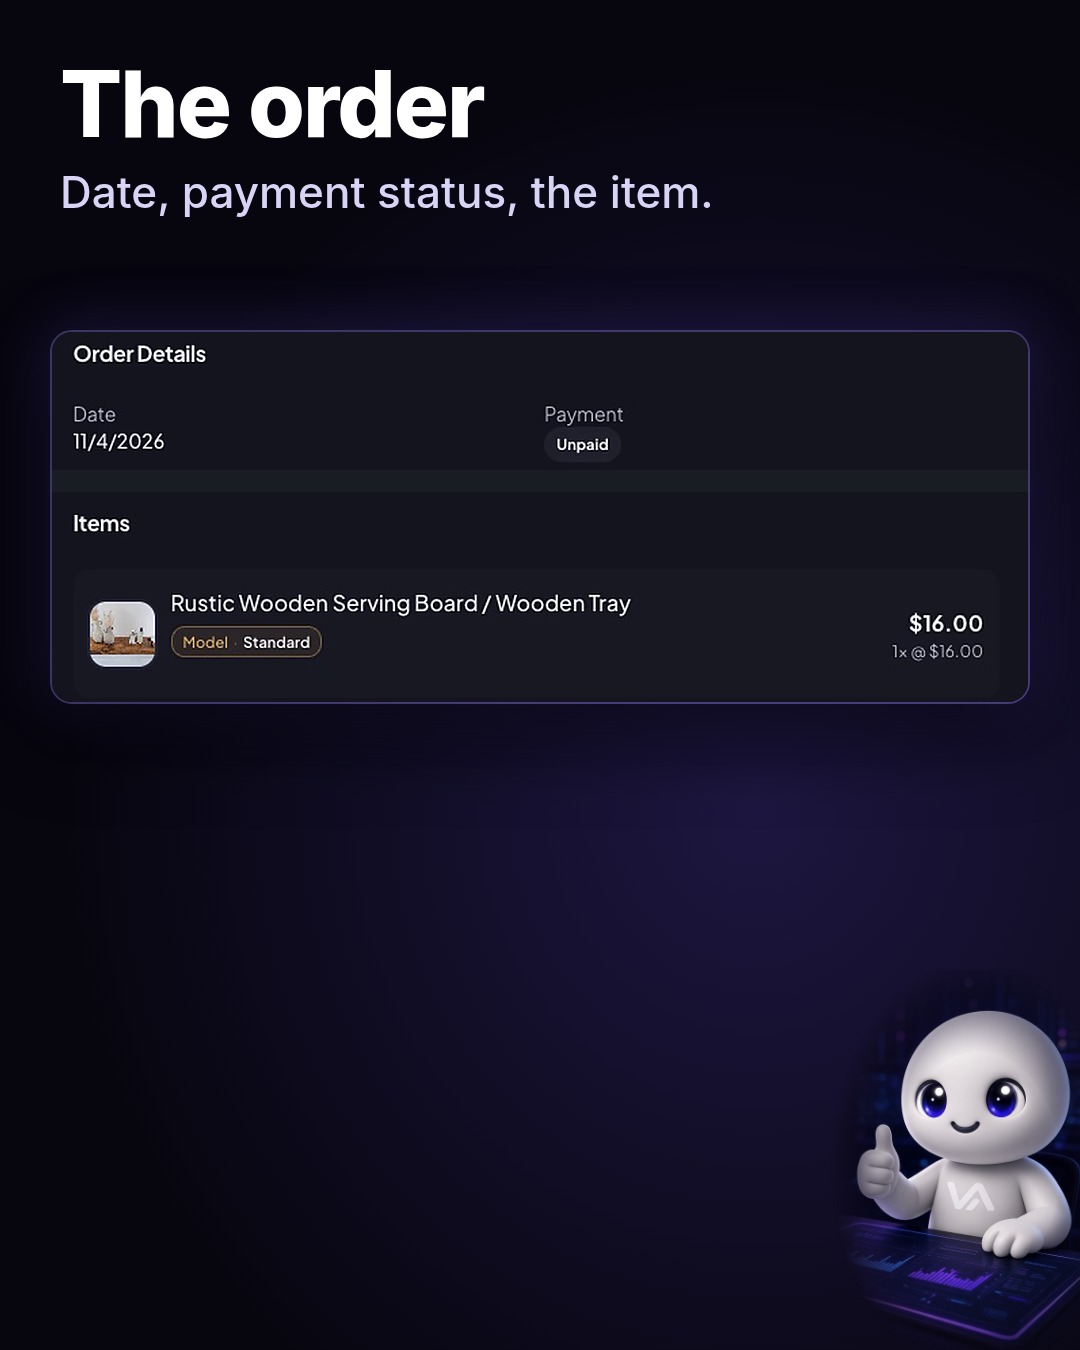 The order
Date, payment status, the item.
Order Details
Date
Payment
11/4/2026
Unpaid
Items
Rustic Wooden Serving Board / Wooden Tray
Model · Standard
$16.00
1x @ $16.00
VA